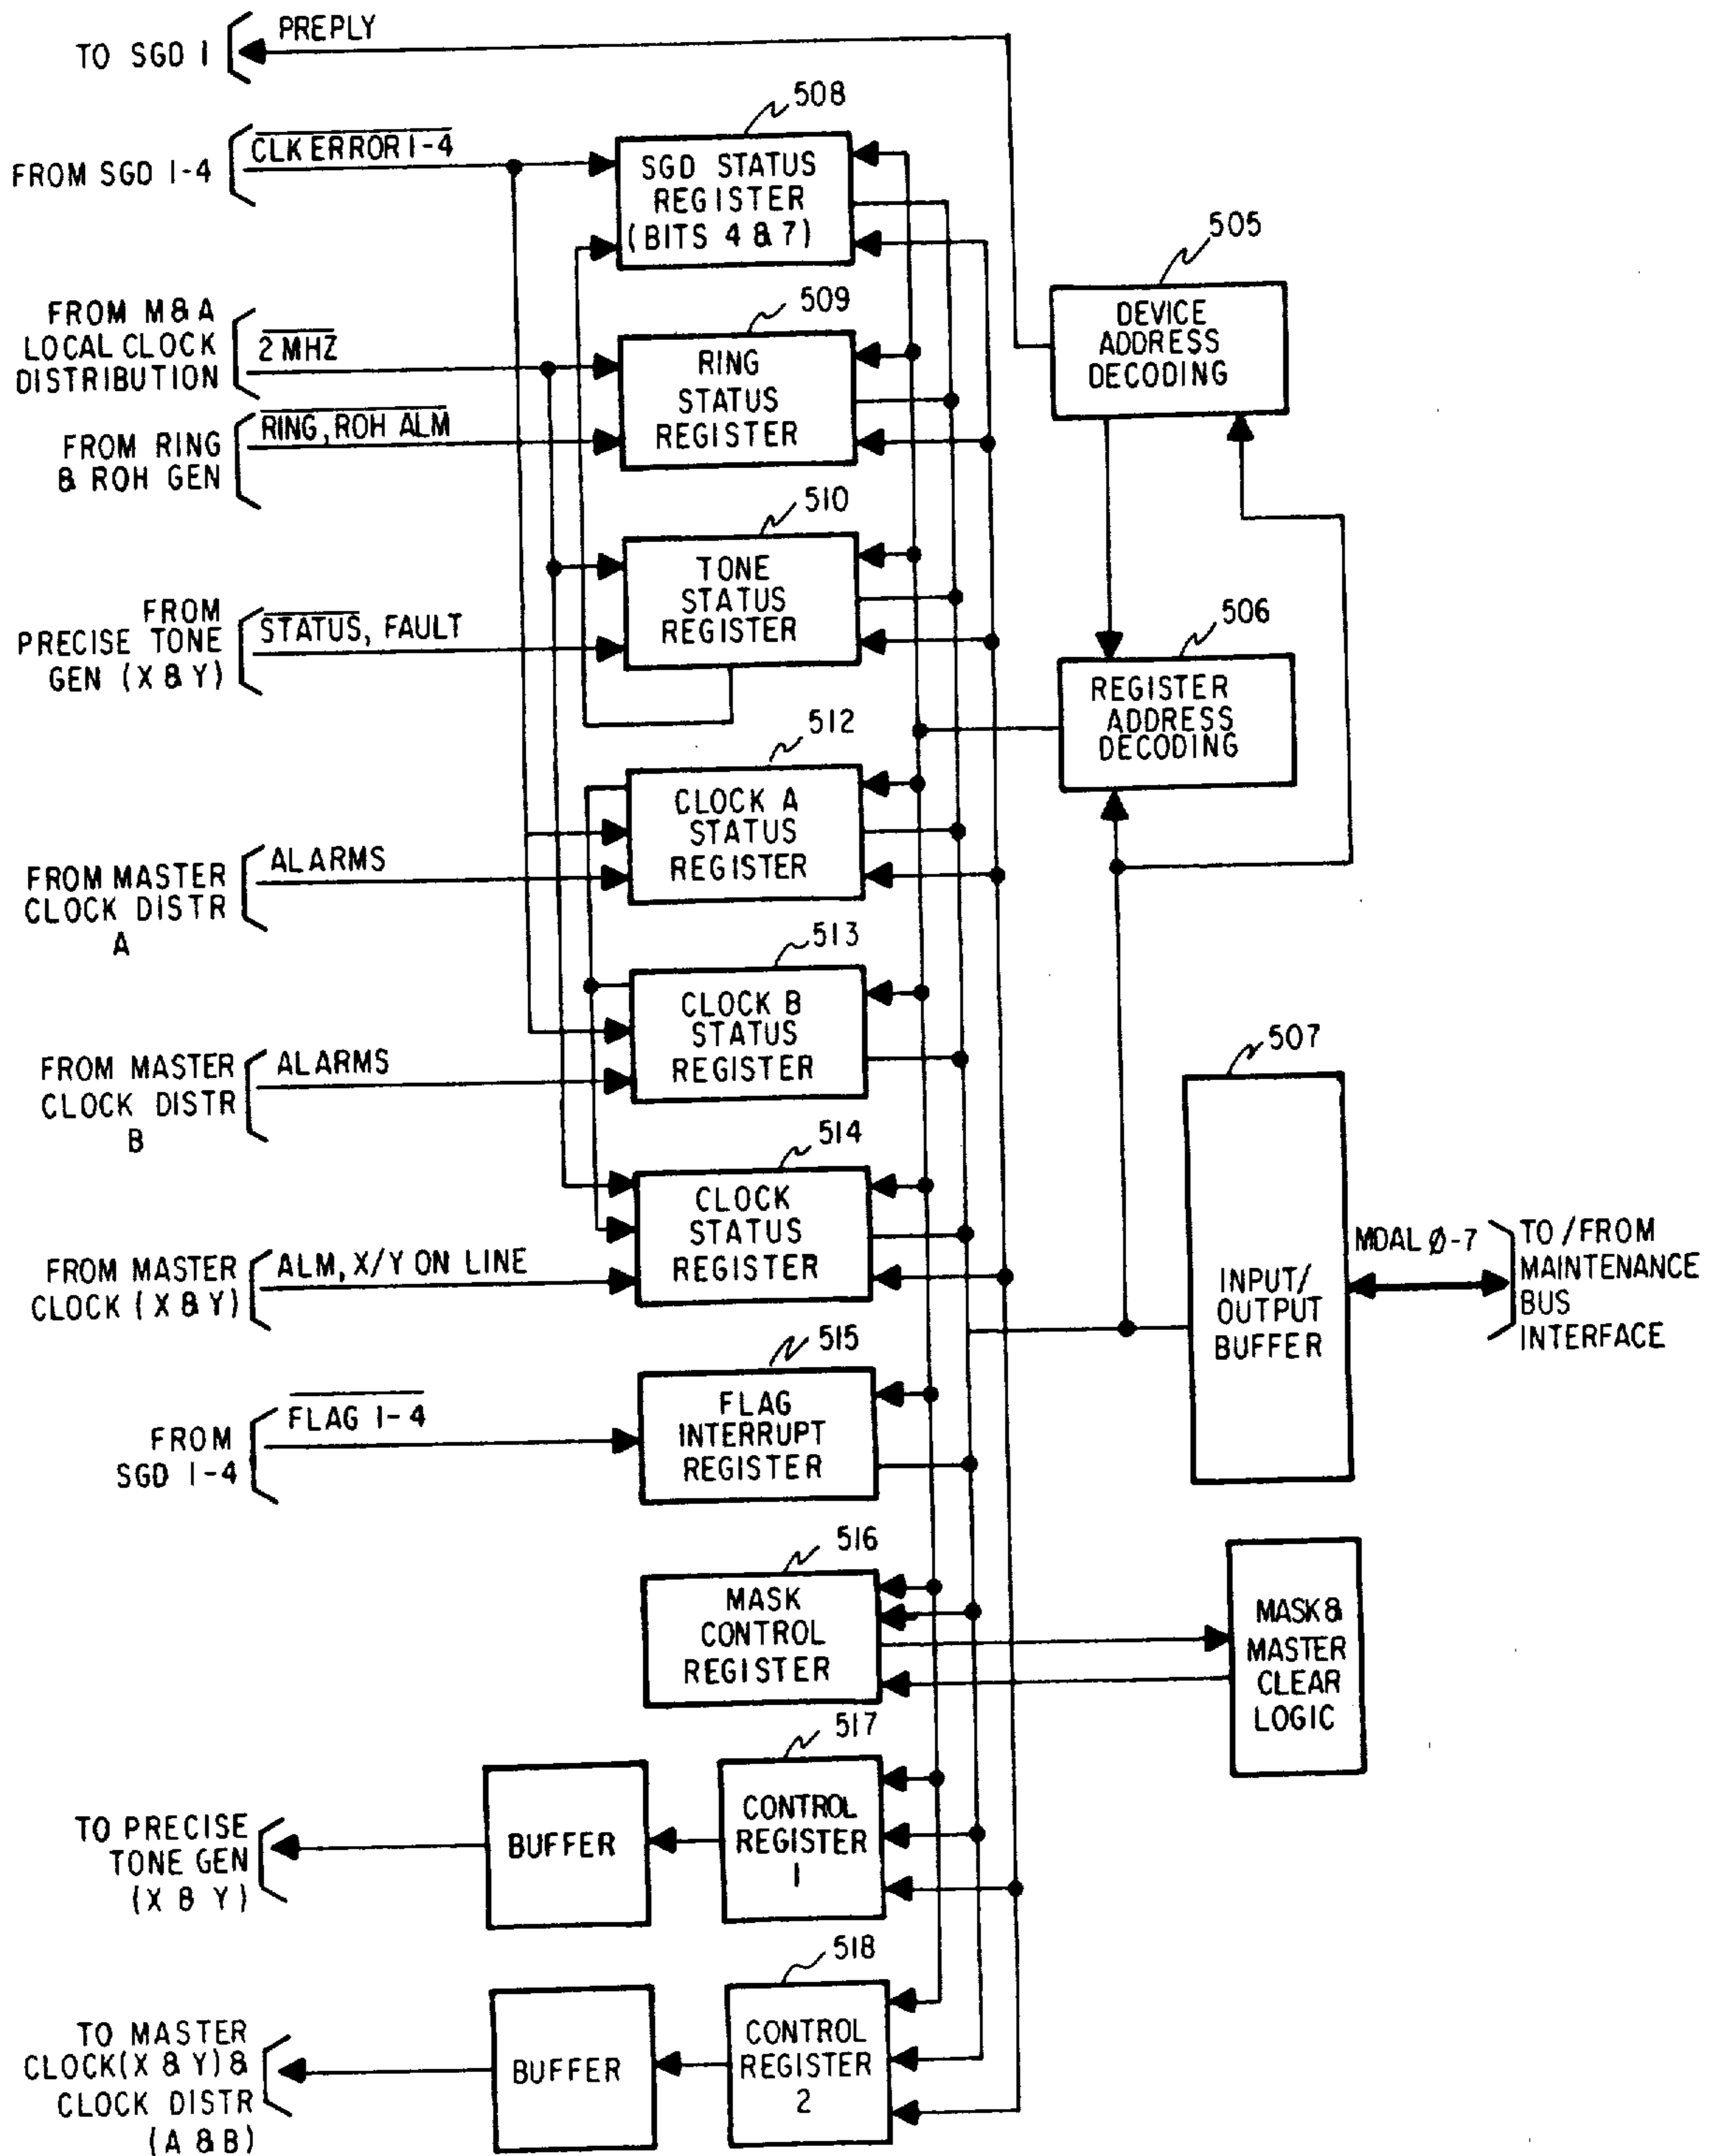 TO SGD 1
PREPLY
508
FROM SGD 1-4
CLK ERROR 1-4
SGD STATUS
REGISTER
(BITS 4 & 7)
505
DEVICE
ADDRESS
DECODING
FROM M&A
LOCAL CLOCK
DISTRIBUTION
2 MHZ
509
RING
STATUS
REGISTER
FROM RING
& ROH GEN
RING, ROH ALM
510
TONE
STATUS
REGISTER
FROM
PRECISE TONE
GEN (X & Y)
STATUS, FAULT
506
REGISTER
ADDRESS
DECODING
512
CLOCK A
STATUS
REGISTER
FROM MASTER
CLOCK DISTR
A
ALARMS
513
CLOCK B
STATUS
REGISTER
FROM MASTER
CLOCK DISTR
B
ALARMS
507
INPUT/
OUTPUT
BUFFER
MDAL Ø-7
TO/FROM
MAINTENANCE
BUS
INTERFACE
514
CLOCK
STATUS
REGISTER
FROM MASTER
CLOCK (X & Y)
ALM, X/Y ON LINE
515
FLAG
INTERRUPT
REGISTER
FROM
SGD 1-4
FLAG 1-4
516
MASK
CONTROL
REGISTER
MASK &
MASTER
CLEAR
LOGIC
517
CONTROL
REGISTER
1
BUFFER
TO PRECISE
TONE GEN
(X & Y)
518
CONTROL
REGISTER
2
BUFFER
TO MASTER
CLOCK(X & Y)&
CLOCK DISTR
(A & B)